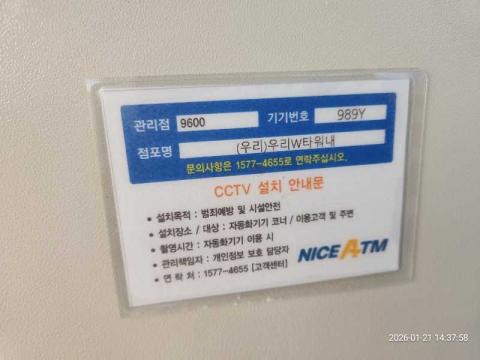 관리점 9600 기기번호 989Y
점포명 (우리)우리W타워내
문의사항은 1577-4655로 연락주십시오.
CCTV 설치 안내문
• 설치목적 : 범죄예방 및 시설안전
• 설치장소 / 대상 : 자동화기기 코너 / 이용고객 및 주변
• 촬영시간 : 자동화기기 이용 시
• 관리책임자 : 개인정보 보호 담당자
• 연 락 처 : 1577-4655 [고객센터]
NICE ATM
2026-01-21 14:37:58